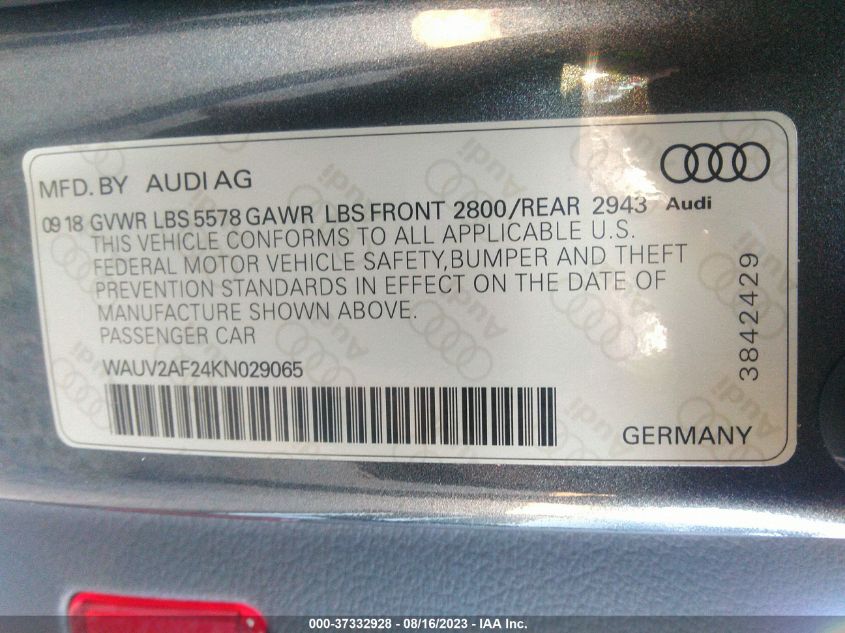 MFD. BY AUDI AG
09 18 GVWR LBS 5578 GAWR LBS FRONT 2800/REAR 2943
Audi
THIS VEHICLE CONFORMS TO ALL APPLICABLE U.S.
FEDERAL MOTOR VEHICLE SAFETY,BUMPER AND THEFT
PREVENTION STANDARDS IN EFFECT ON THE DATE OF
MANUFACTURE SHOWN ABOVE.
PASSENGER CAR
WAUV2AF24KN029065
3842429
GERMANY
000-37332928 - 08/16/2023 - IAA Inc.